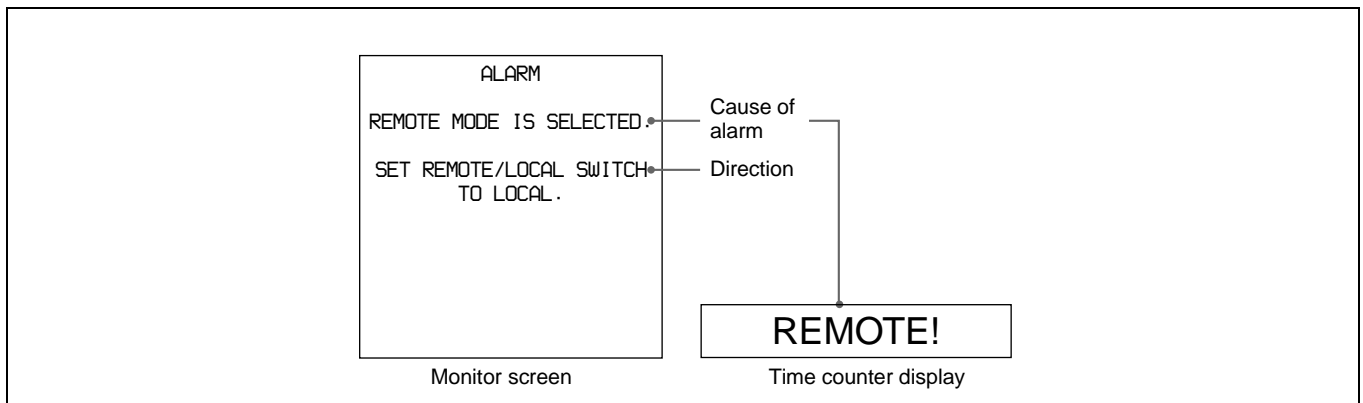 ALARM
REMOTE MODE IS SELECTED.
SET REMOTE/LOCAL SWITCH
TO LOCAL.
Cause of
alarm
Direction
REMOTE!
Monitor screen
Time counter display